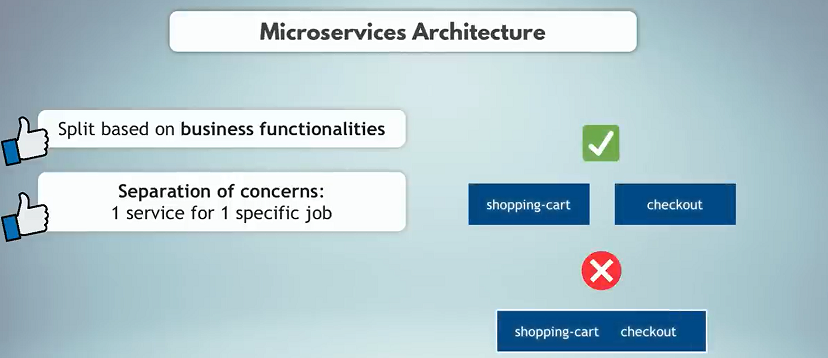 Microservices Architecture
Split based on business functionalities
Separation of concerns:
1 service for 1 specific job
shopping-cart
checkout
shopping-cart checkout